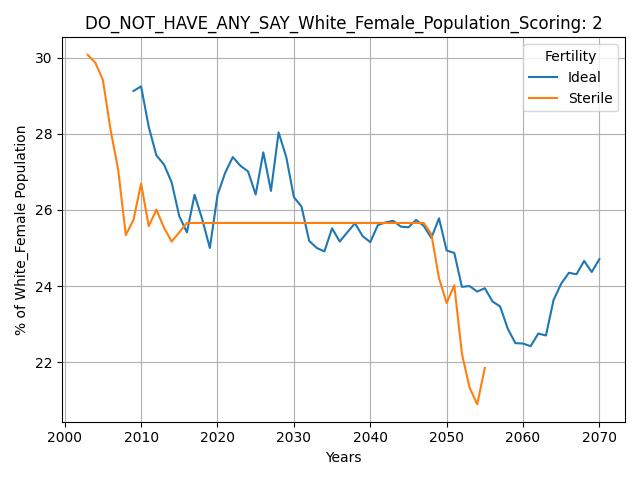 DO_NOT_HAVE_ANY_SAY_White_Female_Population_Scoring: 2
Fertility
Ideal
Sterile
% of White_Female Population
30
28
26
24
22
2000 2010 2020 2030 2040 2050 2060 2070
Years